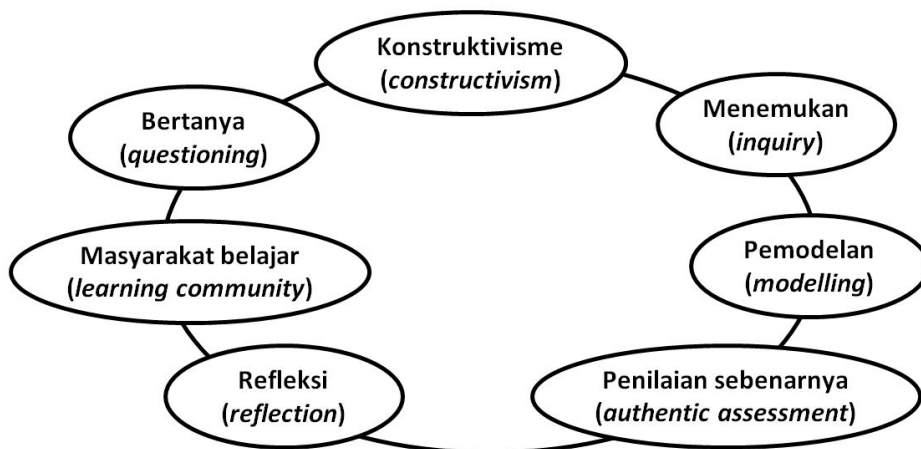 Konstruktivisme
(constructivism)
Bertanya
(questioning)
Menemukan
(inquiry)
Masyarakat belajar
(learning community)
Pemodelan
(modelling)
Refleksi
(reflection)
Penilaian sebenarnya
(authentic assessment)